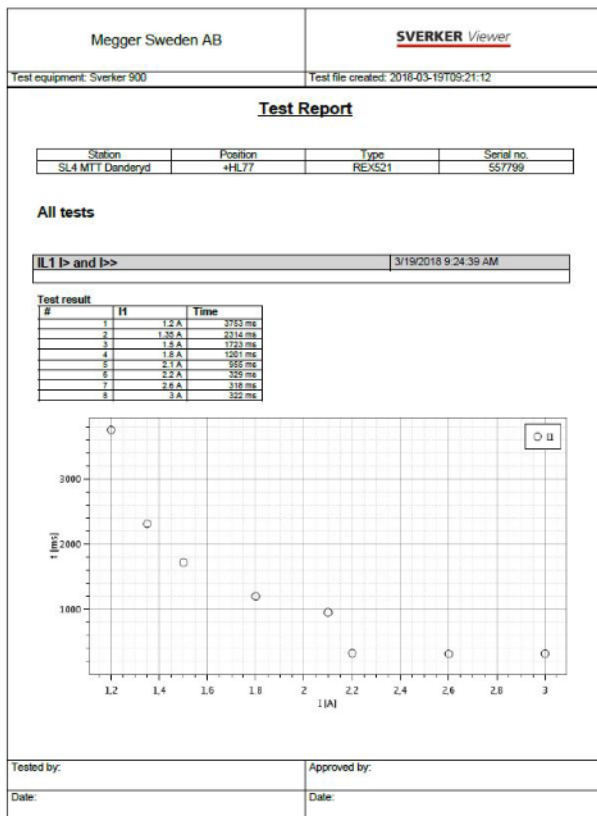 Megger Sweden AB
SVERKER Viewer
Test equipment: Sverker 900
Test file created: 2018-03-19T09:21:12
Test Report
Station Position Type Serial no.
SL4 MTT Danderyd +HL77 REX521 557799
All tests
IL1 I> and I>> 3/19/2018 9:24:39 AM
Test result
# I1 Time
1 1.2 A 3753 ms
2 1.35 A 2314 ms
3 1.5 A 1723 ms
4 1.8 A 1201 ms
5 2.1 A 955 ms
6 2.2 A 329 ms
7 2.6 A 318 ms
8 3 A 322 ms
I1
3000
2000
1000
t [ms]
1,2 1,4 1,6 1,8 2 2,2 2,4 2,6 2,8 3
I [A]
Tested by:
Approved by:
Date:
Date: